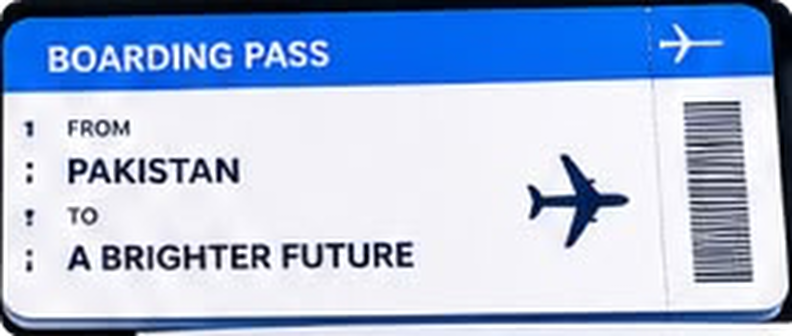 BOARDING PASS
FROM
PAKISTAN
TO
A BRIGHTER FUTURE